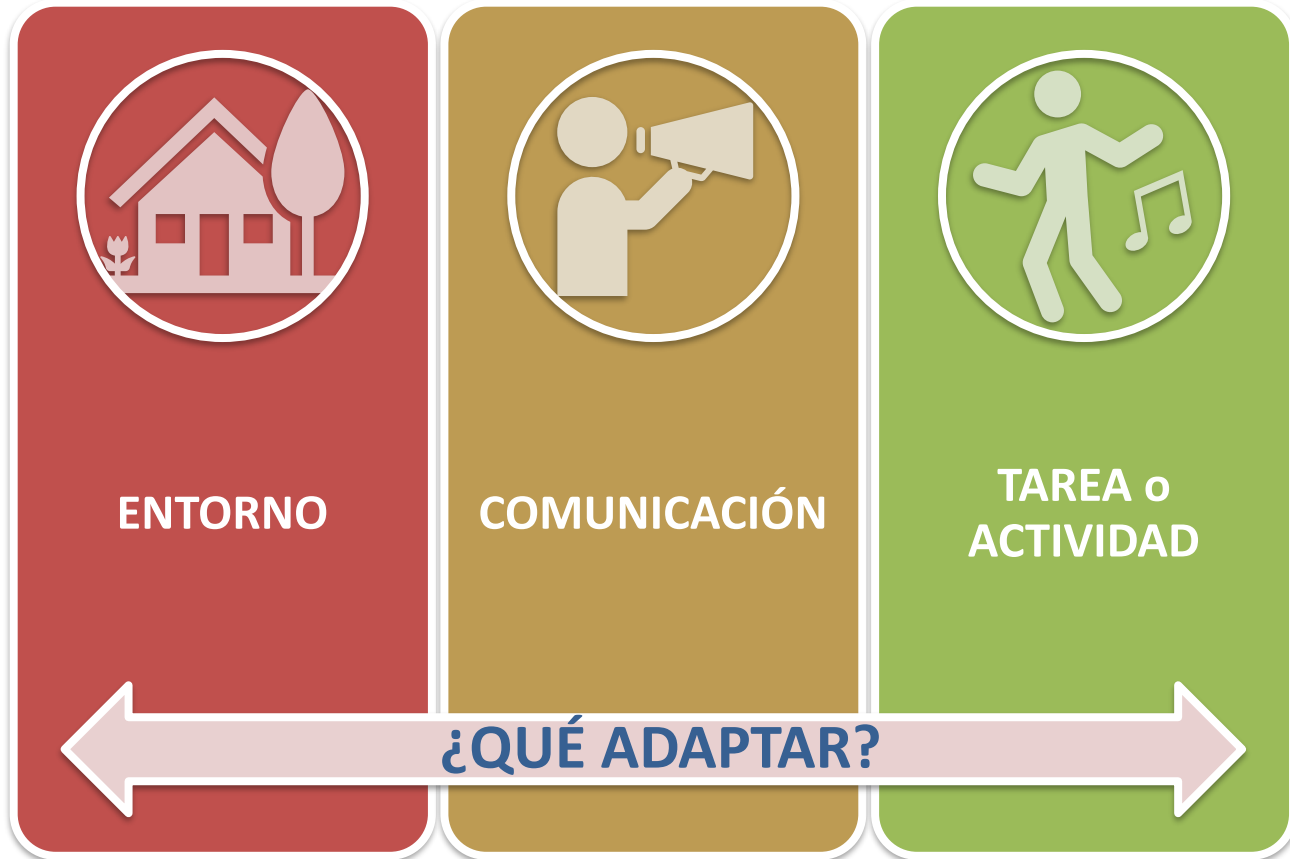 ENTORNO
COMUNICACIÓN
TAREA o
ACTIVIDAD
¿QUÉ ADAPTAR?